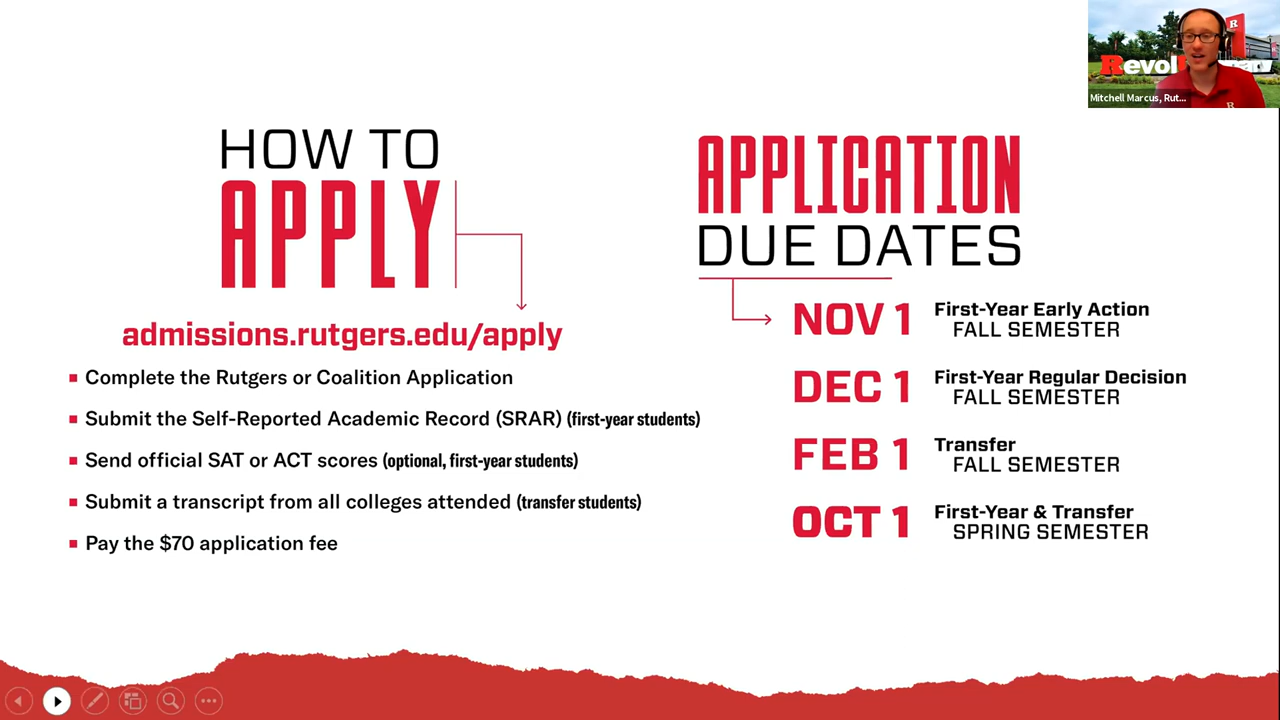 R
Revol
Mitchell Marcus, Rut...
R
HOW TO
APPLY
admissions.rutgers.edu/apply
Complete the Rutgers or Coalition Application
Submit the Self-Reported Academic Record (SRAR) (first-year students)
Send official SAT or ACT scores (optional, first-year students)
Submit a transcript from all colleges attended (transfer students)
Pay the $70 application fee
APPLICATION
DUE DATES
NOV 1 First-Year Early Action
FALL SEMESTER
DEC 1 First-Year Regular Decision
FALL SEMESTER
FEB 1 Transfer
FALL SEMESTER
OCT 1 First-Year & Transfer
SPRING SEMESTER